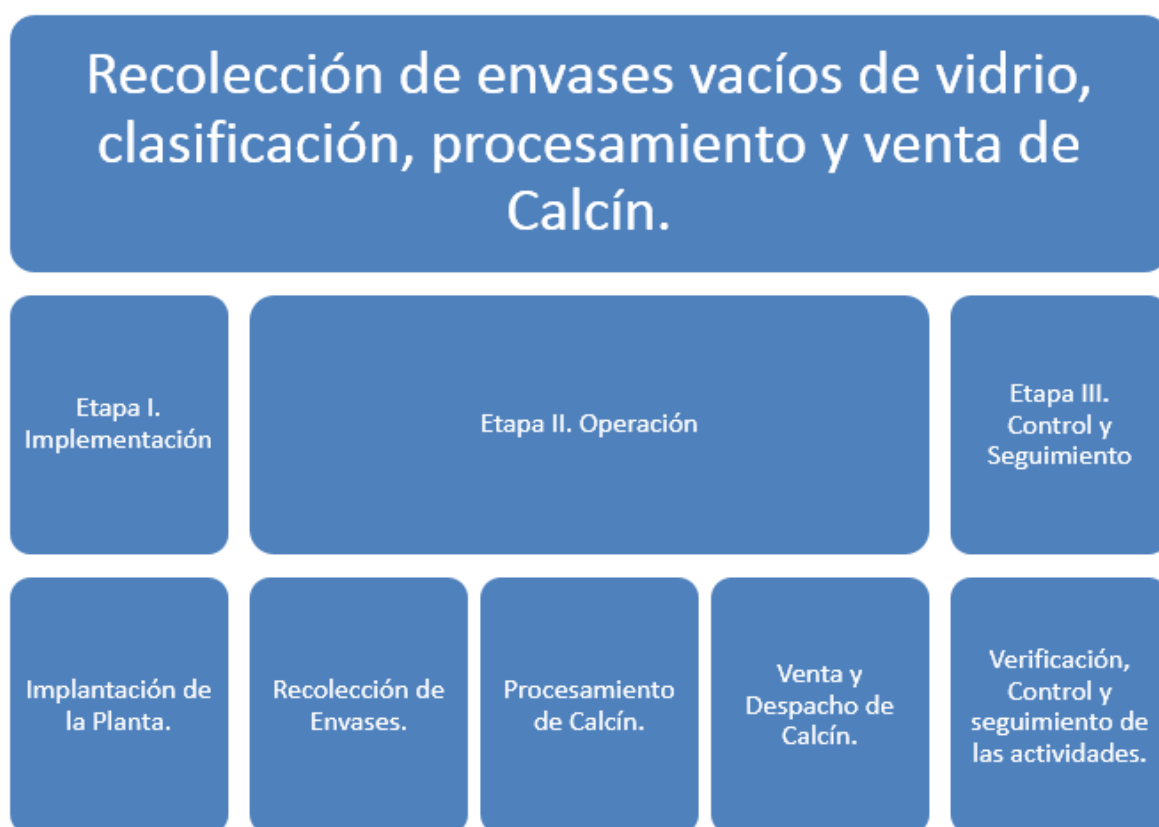 Recolección de envases vacíos de vidrio,
clasificación, procesamiento y venta de
Calcín.
Etapa I.
Implementación
Etapa II. Operación
Etapa III.
Control y
Seguimiento
Implantación de
la Planta.
Recolección de
Envases.
Procesamiento
de Calcín.
Venta y
Despacho de
Calcín.
Verificación,
Control y
seguimiento de
las actividades.